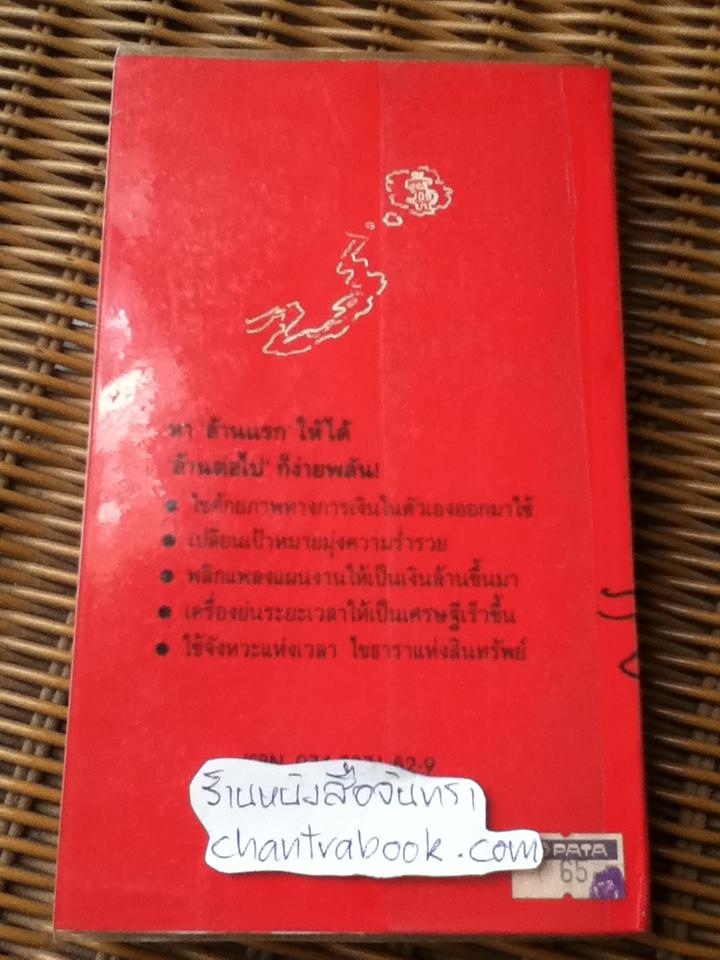 หา 'ล้านแรก' ให้ได้
'ล้านต่อไป' ก็ง่ายพลัน!
● ไขศักยภาพทางการเงินในตัวเองออกมาใช้
● เปลี่ยนเป้าหมายมุ่งความร่ำรวย
● พลิกแพลงแผนงานให้เป็นเงินล้านขึ้นมา
● เครื่องย่นระยะเวลาให้เป็นเศรษฐีเร็วขึ้น
● ใช้จังหวะแห่งเวลา ไขธาราแห่งสินทรัพย์
ISBN 52-9
ร้านหนังสือจันทรา
chantrabook.com
PATA
65